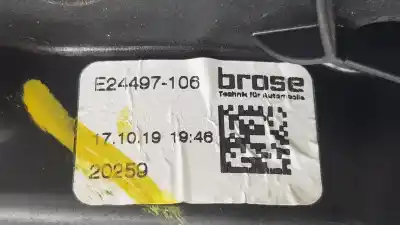 E24497-106 brose
Technik für Automobile
17.10.19 19:46
20259